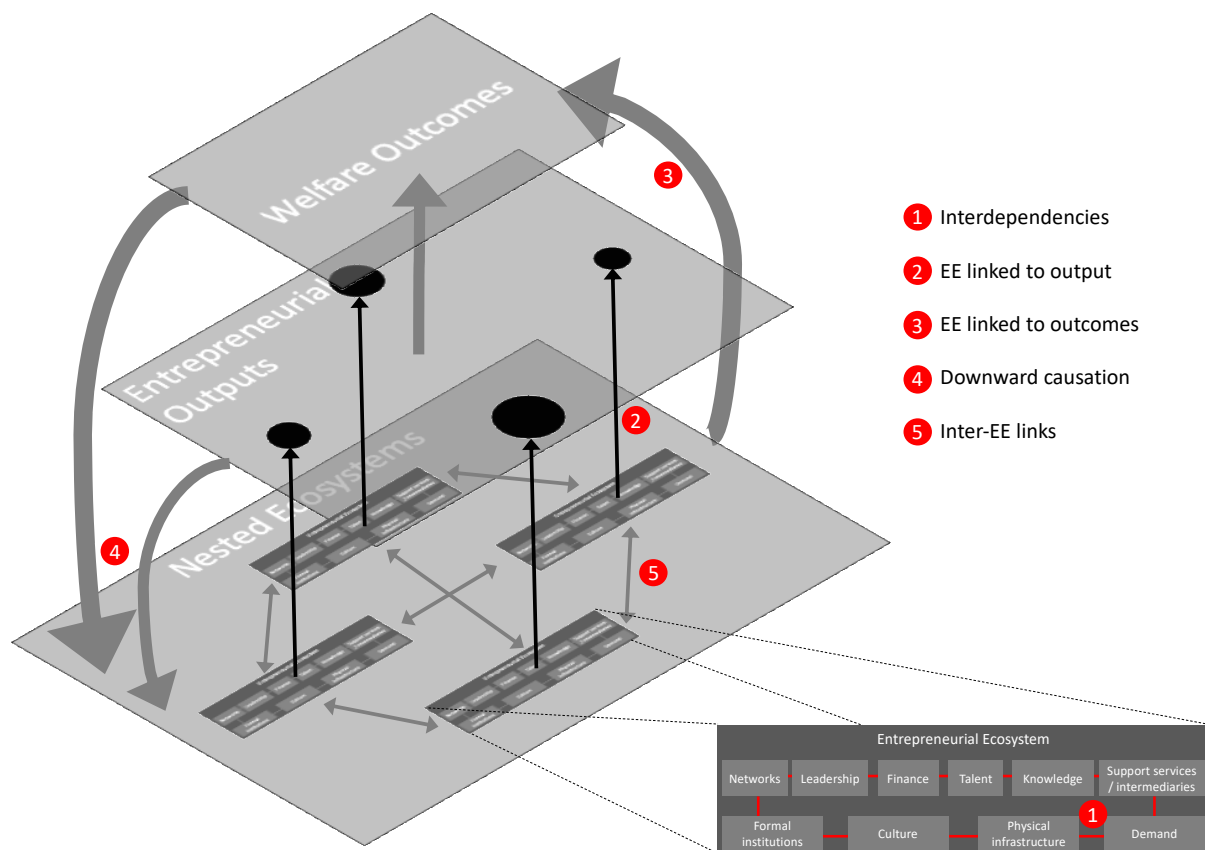 Welfare Outcomes
3
1 Interdependencies
2 EE linked to output
3 EE linked to outcomes
4 Downward causation
5 Inter-EE links
Entrepreneurial
Outputs
2
Nested Ecosystems
4
5
Entrepreneurial Ecosystem
Networks
Leadership
Finance
Talent
Knowledge
Support services
/ intermediaries
1
Formal
institutions
Culture
Physical
infrastructure
Demand